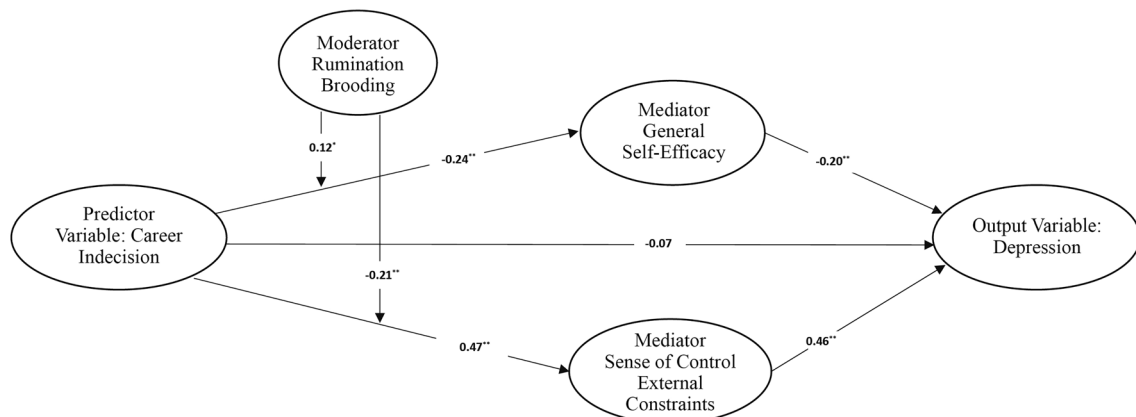 Moderator
Rumination
Brooding
Mediator
General
Self-Efficacy
0.12*
-0.24**
-0.20**
Predictor
Variable: Career
Indecision
-0.07
Output Variable:
Depression
-0.21**
0.47**
Mediator
Sense of Control
External
Constraints
0.46**